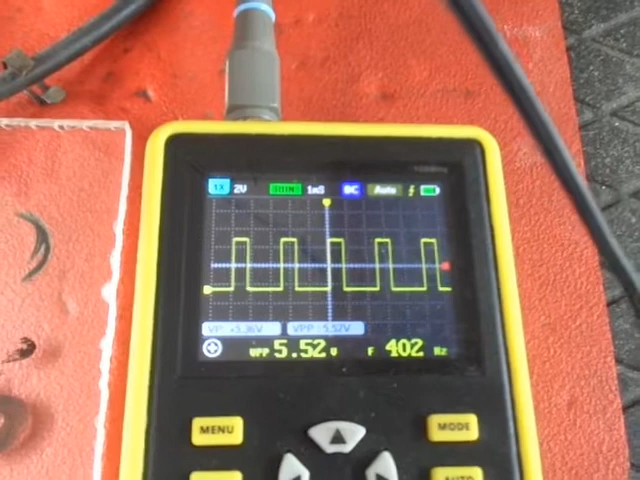 1X 2V 1mS DC Auto
VP:+5.36V VPP:5.52V
VPP 5.52 V F 402 Hz
MENU MODE
AUTO